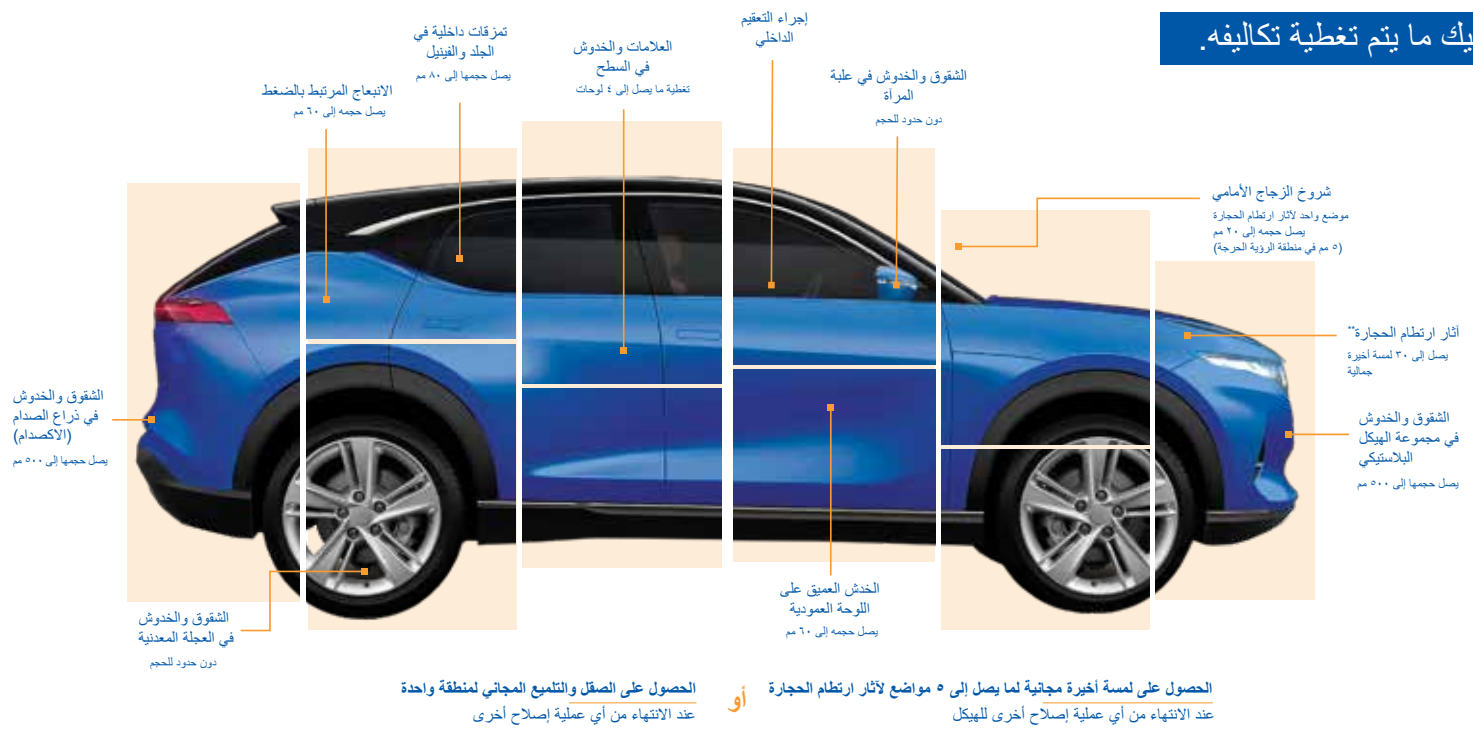 يك ما يتم تغطية تكاليفه.
إجراء التعقيم
الداخلي
تمزقات داخلية في
الجلد والفينيل
يصل حجمها إلى ٨٠ مم
العلامات والخدوش
في السطح
تغطية ما يصل إلى ٤ لوحات
الشقوق والخدوش في علبة
المرآة
دون حدود للحجم
الانبعاج المرتبط بالضغط
يصل حجمه إلى ٦٠ مم
شروخ الزجاج الأمامي
موضع واحد لآثار ارتطام الحجارة
يصل حجمه إلى ٢٠ مم
(٥ مم في منطقة الرؤية الحرجة)
آثار ارتطام الحجارة**
يصل إلى ٣٠ لمسة أخيرة
جمالية
الشقوق والخدوش
في مجموعة الهيكل
البلاستيكي
يصل حجمها إلى ٥٠٠ مم
الشقوق والخدوش
في ذراع الصدام
(الاكصدام)
يصل حجمها إلى ٥٠٠ مم
الخدش العميق على
اللوحة العمودية
يصل حجمه إلى ٦٠ مم
الشقوق والخدوش
في العجلة المعدنية
دون حدود للحجم
الحصول على لمسة أخيرة مجانية لما يصل إلى ٥ مواضع لآثار ارتطام الحجارة
عند الانتهاء من أي عملية إصلاح أخرى للهيكل
أو
الحصول على الصقل والتلميع المجاني لمنطقة واحدة
عند الانتهاء من أي عملية إصلاح أخرى